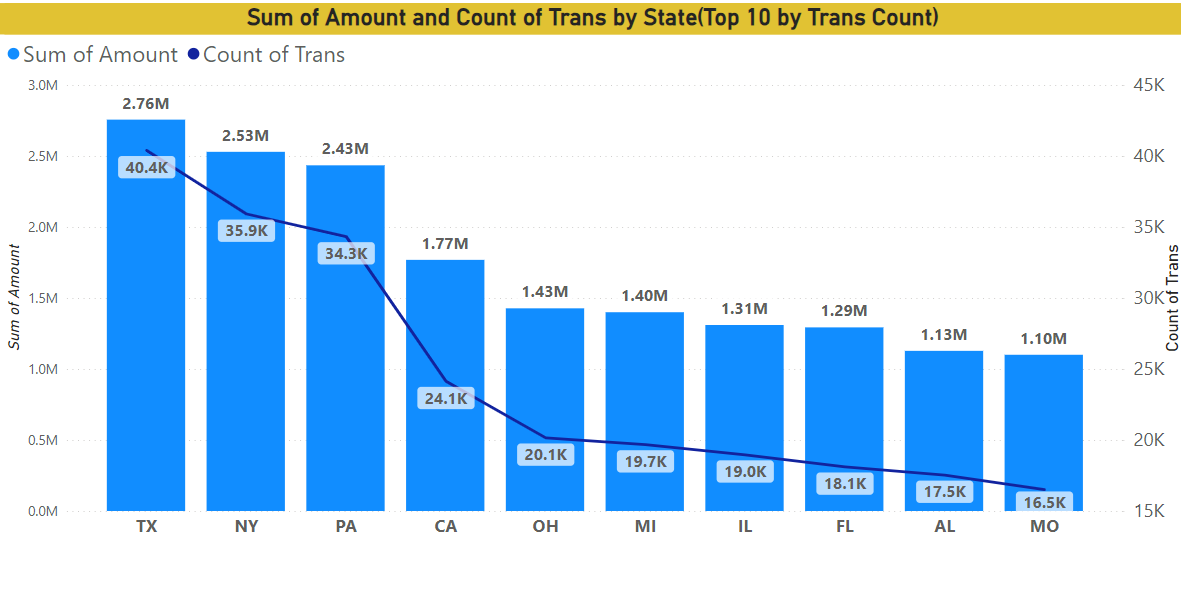 Sum of Amount and Count of Trans by State(Top 10 by Trans Count)
Sum of Amount Count of Trans
3.0M
2.5M
2.0M
1.5M
1.0M
0.5M
0.0M
Sum of Amount
2.76M
2.53M
2.43M
1.77M
1.43M
1.40M
1.31M
1.29M
1.13M
1.10M
40.4K
35.9K
34.3K
24.1K
20.1K
19.7K
19.0K
18.1K
17.5K
16.5K
45K
40K
35K
30K
25K
20K
15K
Count of Trans
TX NY PA CA OH MI IL FL AL MO